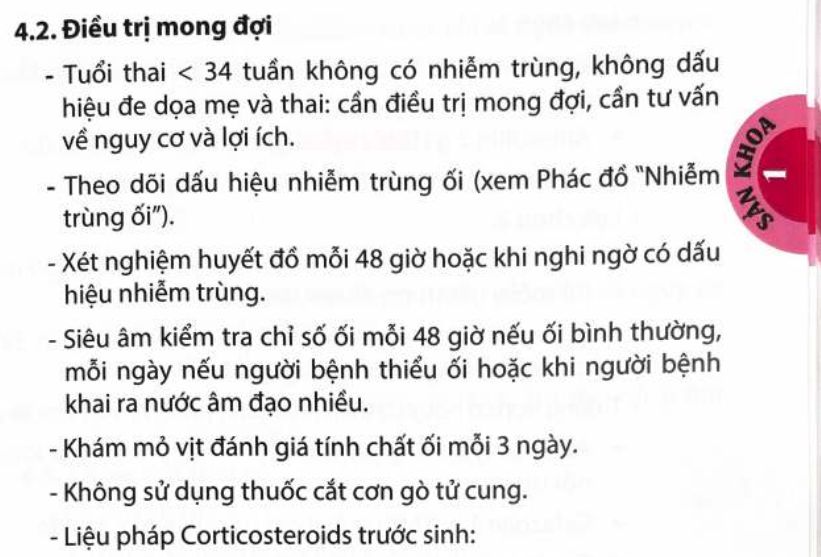 4.2. Điều trị mong đợi
- Tuổi thai < 34 tuần không có nhiễm trùng, không dấu
hiệu đe dọa mẹ và thai: cần điều trị mong đợi, cần tư vấn
về nguy cơ và lợi ích.
- Theo dõi dấu hiệu nhiễm trùng ối (xem Phác đồ "Nhiễm
trùng ối").
- Xét nghiệm huyết đồ mỗi 48 giờ hoặc khi nghi ngờ có dấu
hiệu nhiễm trùng.
- Siêu âm kiểm tra chỉ số ối mỗi 48 giờ nếu ối bình thường,
mỗi ngày nếu người bệnh thiểu ối hoặc khi người bệnh
khai ra nước âm đạo nhiều.
- Khám mỏ vịt đánh giá tính chất ối mỗi 3 ngày.
- Không sử dụng thuốc cắt cơn gò tử cung.
- Liệu pháp Corticosteroids trước sinh:
SẢN KHOA
1